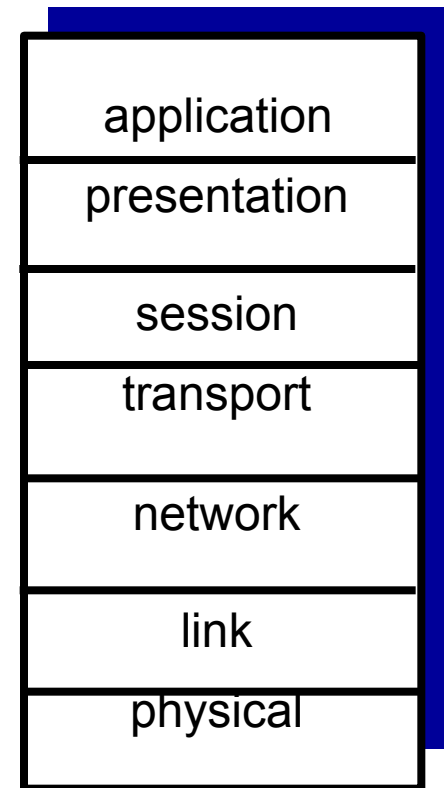 application
presentation
session
transport
network
link
physical